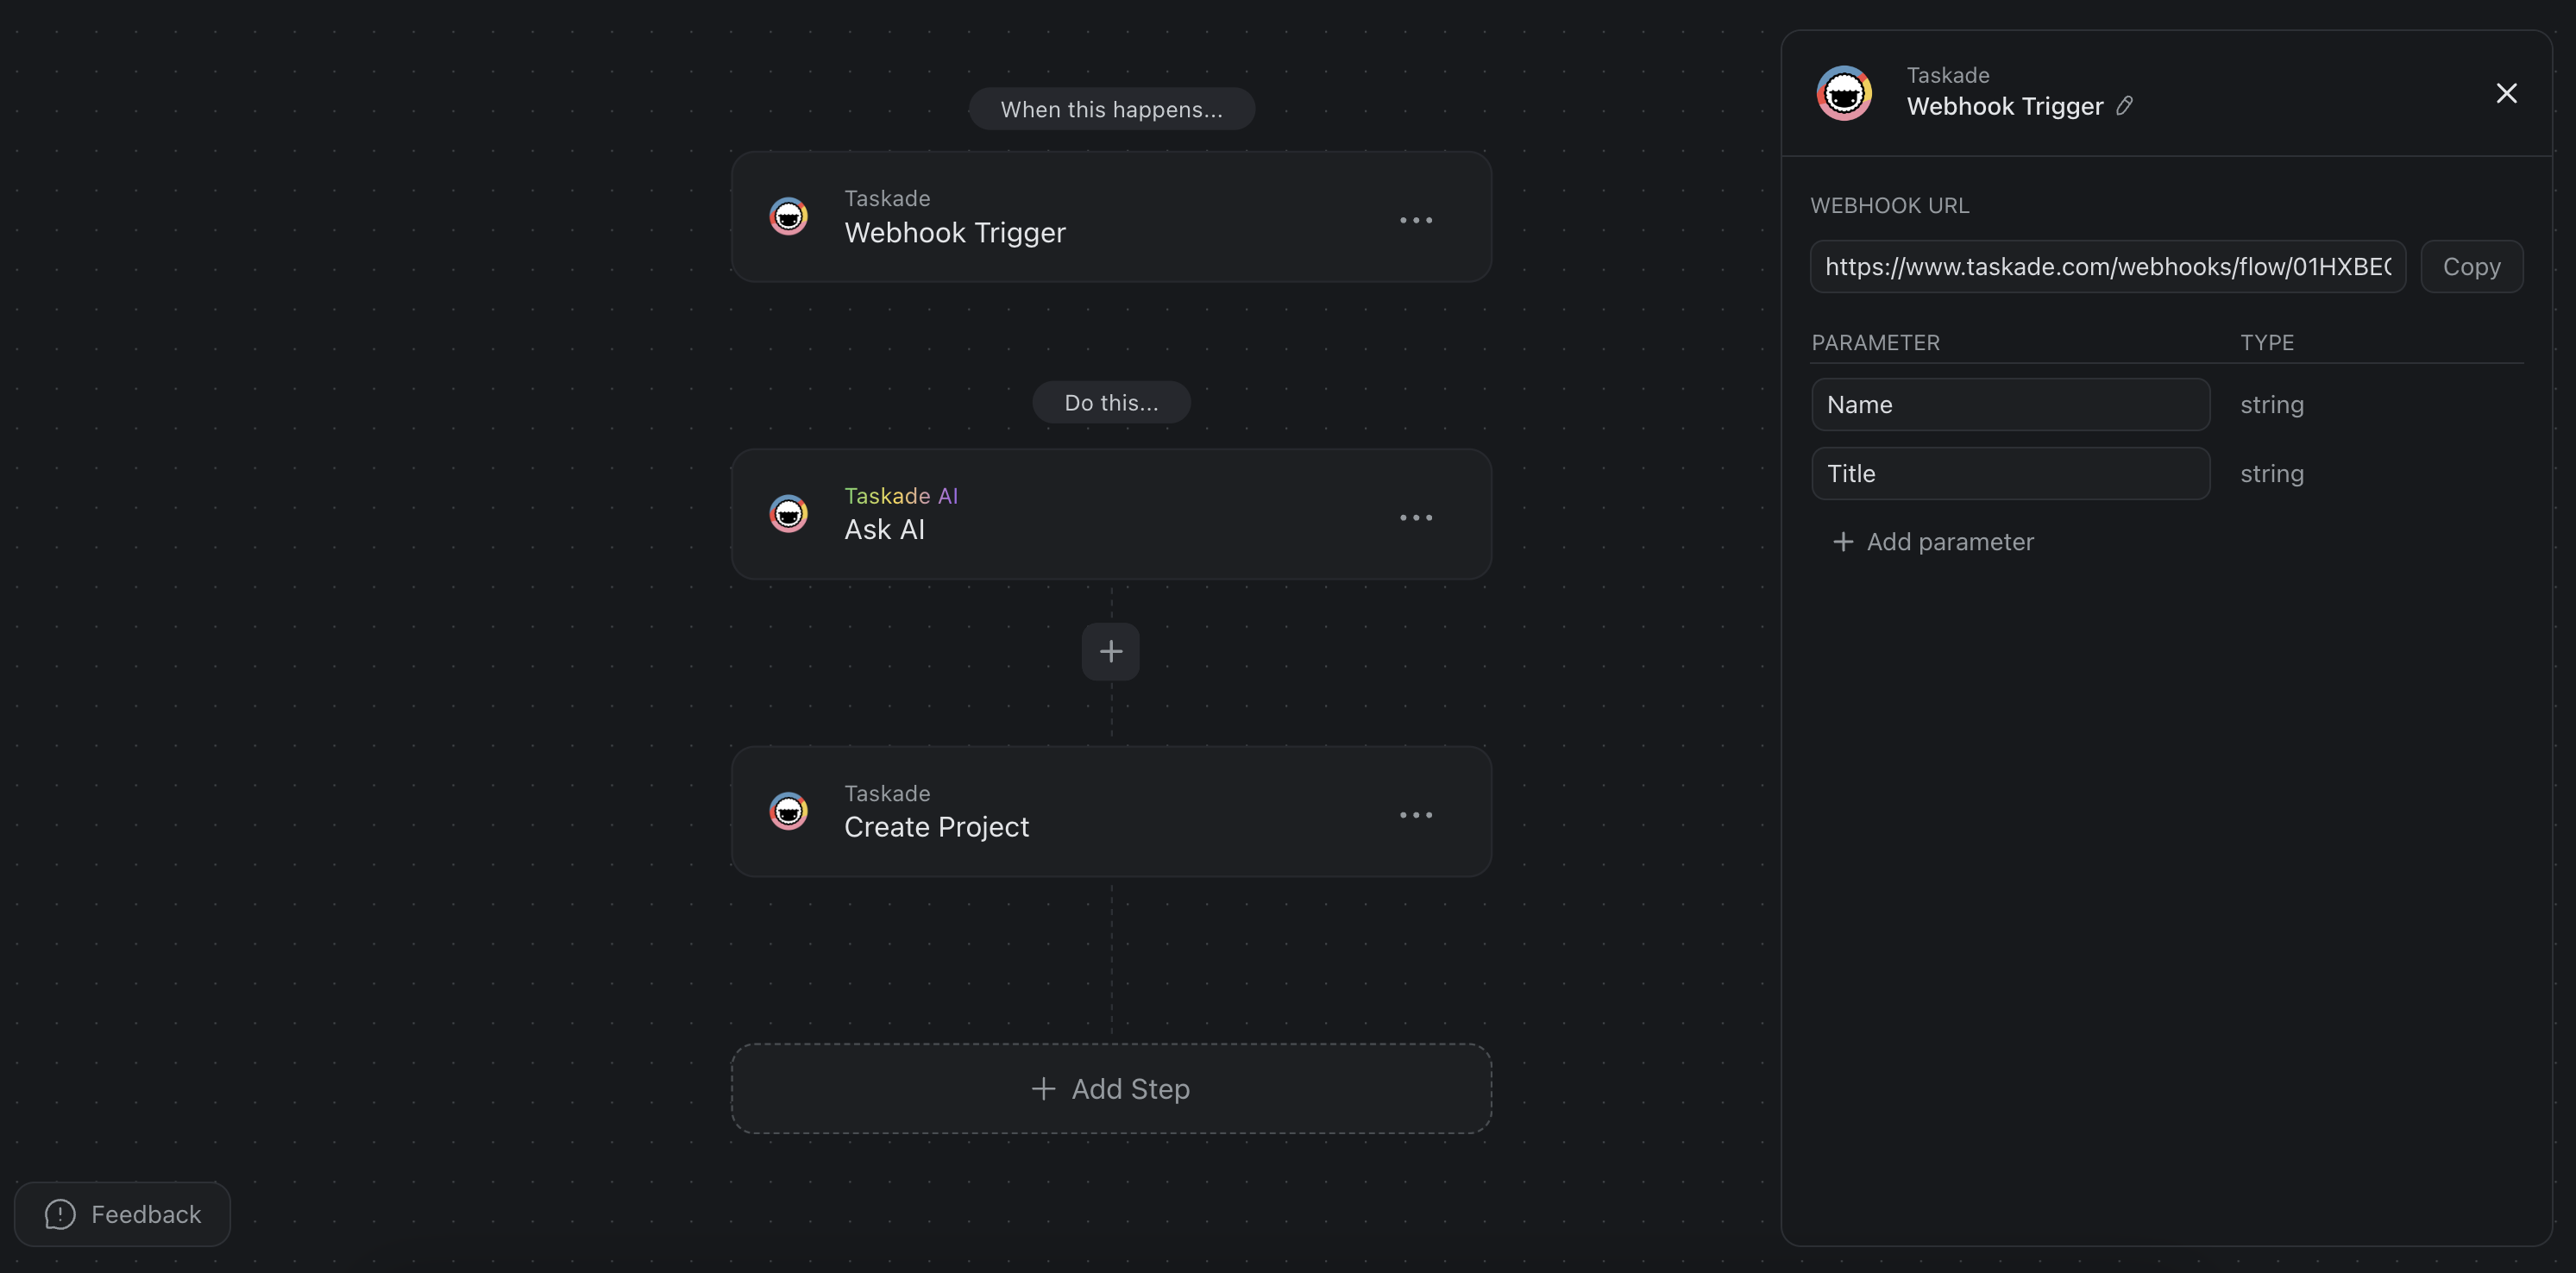 When this happens...
Taskade
Webhook Trigger
Do this...
Taskade AI
Ask AI
Taskade
Create Project
Add Step
Feedback
Taskade
Webhook Trigger
WEBHOOK URL
https://www.taskade.com/webhooks/flow/01HXBE
Copy
PARAMETER TYPE
Name string
Title string
Add parameter